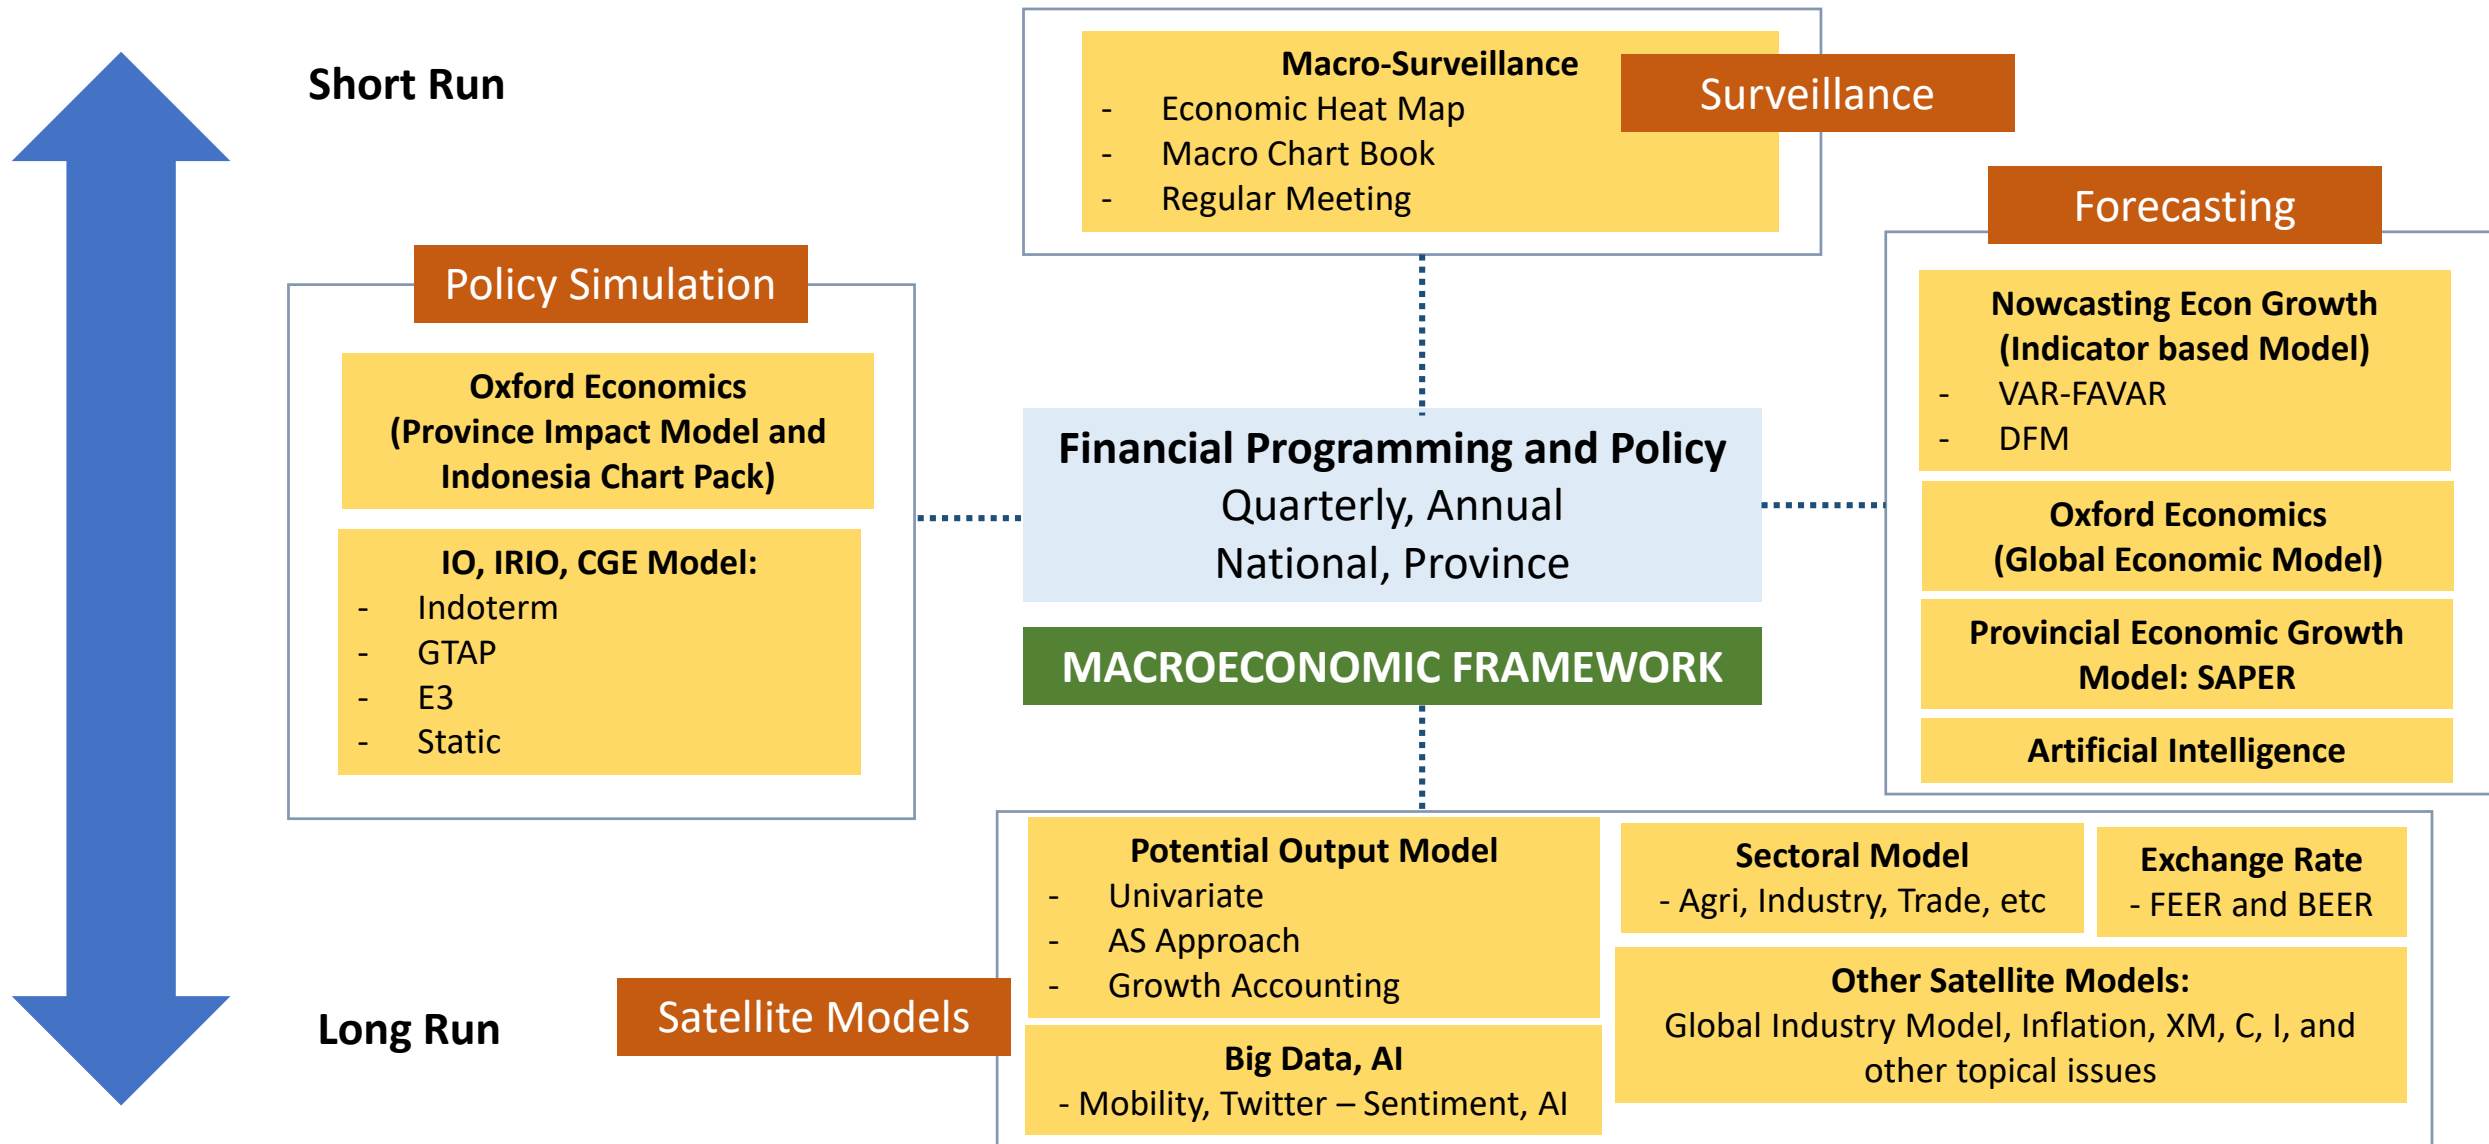 Short Run
Macro-Surveillance
- Economic Heat Map
- Macro Chart Book
- Regular Meeting
Surveillance
Forecasting
Nowcasting Econ Growth
(Indicator based Model)
- VAR-FAVAR
- DFM
Oxford Economics
(Global Economic Model)
Provincial Economic Growth
Model: SAPER
Artificial Intelligence
Policy Simulation
Oxford Economics
(Province Impact Model and
Indonesia Chart Pack)
IO, IRIO, CGE Model:
- Indoterm
- GTAP
- E3
- Static
Financial Programming and Policy
Quarterly, Annual
National, Province
MACROECONOMIC FRAMEWORK
Long Run
Satellite Models
Potential Output Model
- Univariate
- AS Approach
- Growth Accounting
Big Data, AI
- Mobility, Twitter – Sentiment, AI
Sectoral Model
- Agri, Industry, Trade, etc
Exchange Rate
- FEER and BEER
Other Satellite Models:
Global Industry Model, Inflation, XM, C, I, and
other topical issues